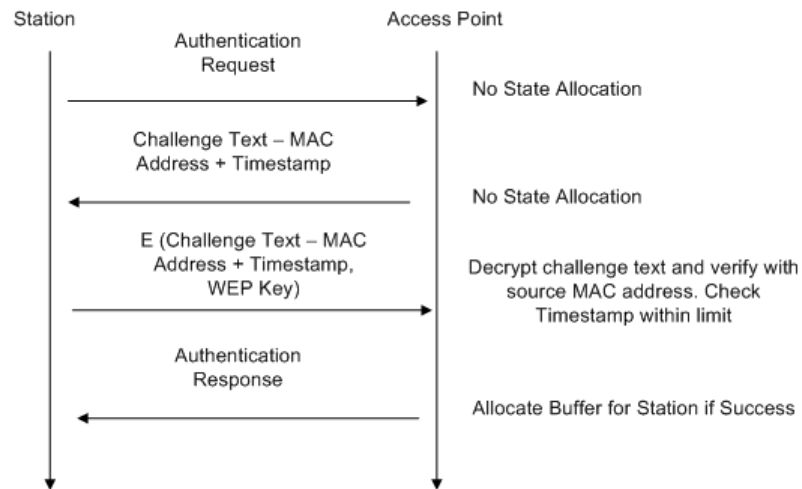 Station
Access Point
Authentication
Request
No State Allocation
Challenge Text – MAC
Address + Timestamp
No State Allocation
E (Challenge Text – MAC
Address + Timestamp,
WEP Key)
Decrypt challenge text and verify with
source MAC address. Check
Timestamp within limit
Authentication
Response
Allocate Buffer for Station if Success